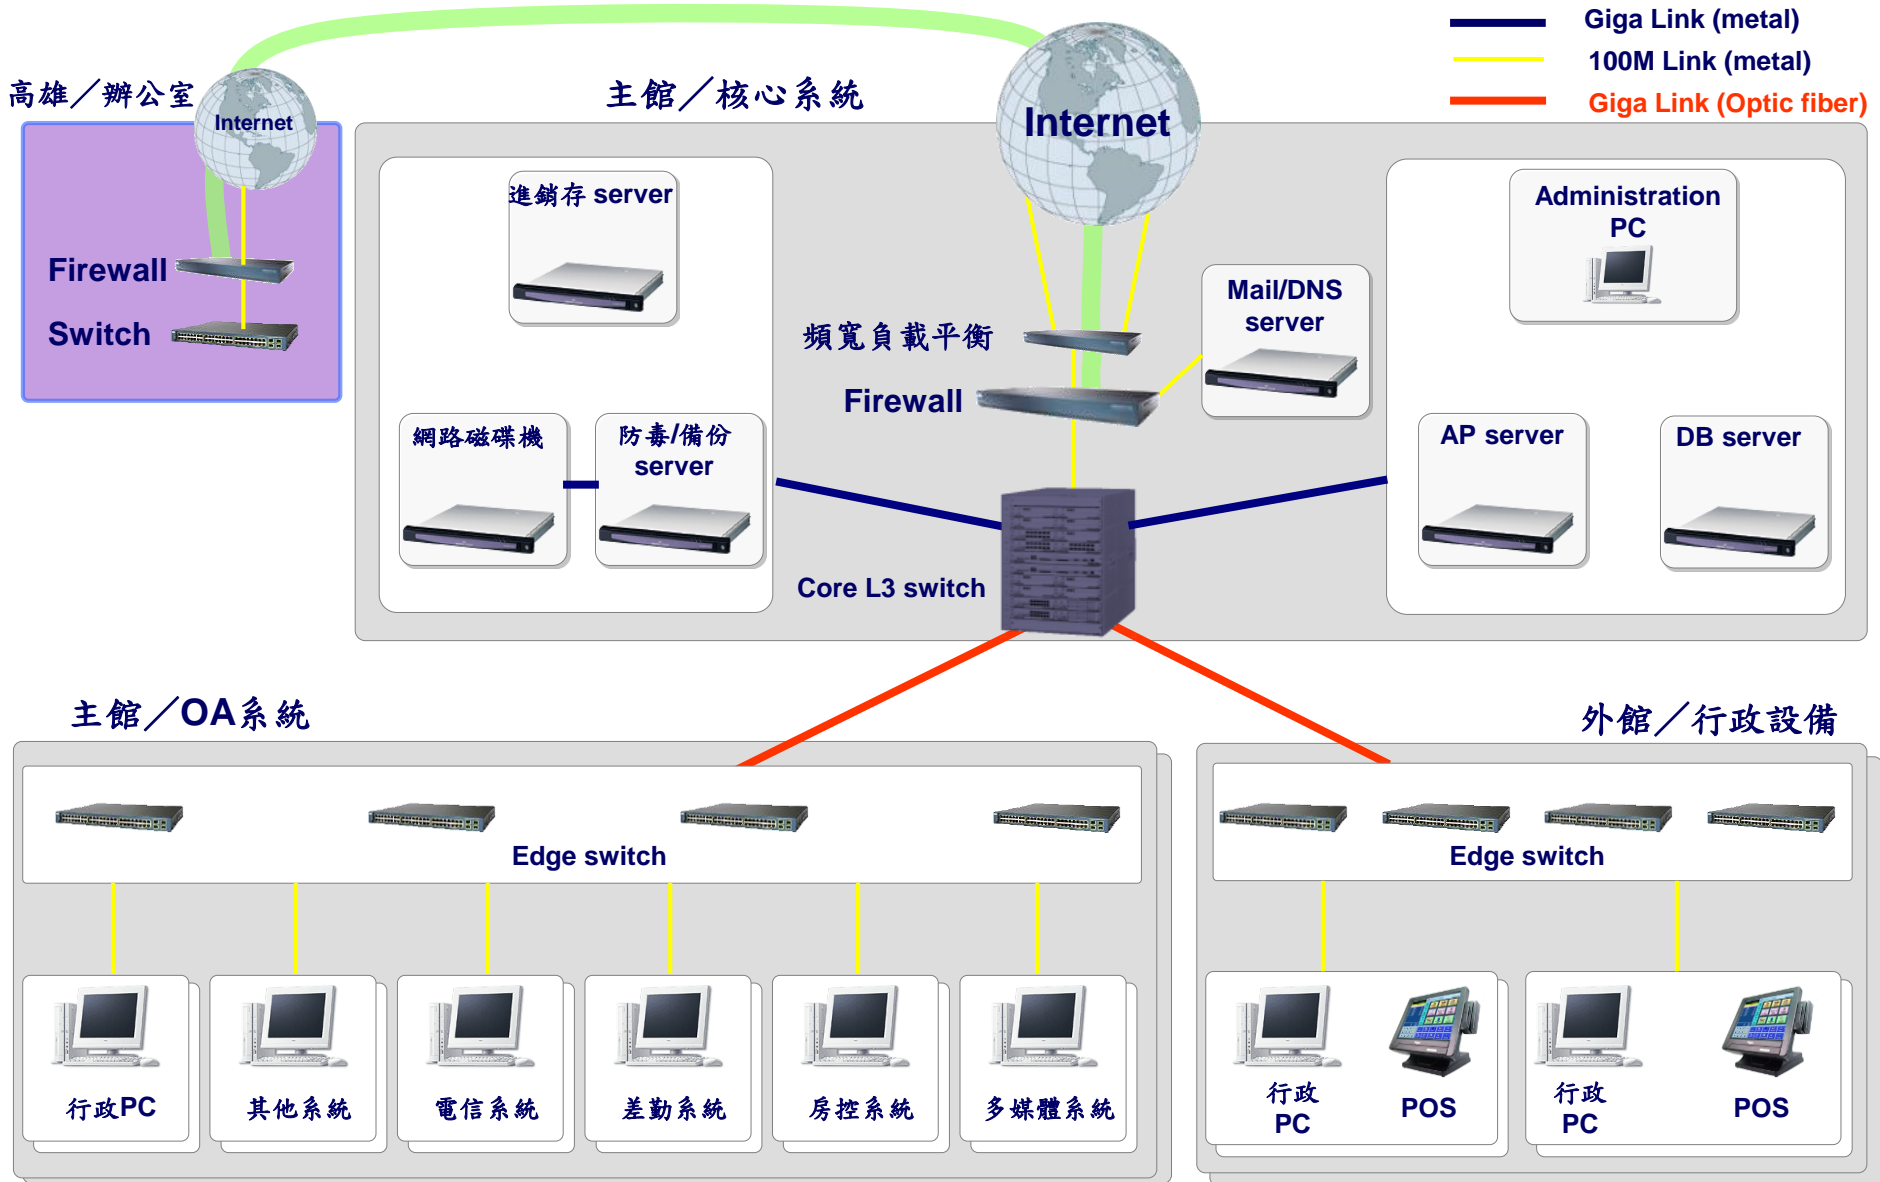 Giga Link (metal)
100M Link (metal)
Giga Link (Optic fiber)
高雄／辦公室
Internet
Firewall
Switch
主館／核心系統
Internet
進銷存 server
網路磁碟機
防毒/備份
server
頻寬負載平衡
Firewall
Mail/DNS
server
Core L3 switch
Administration
PC
AP server
DB server
主館／OA系統
Edge switch
行政PC
其他系統
電信系統
差勤系統
房控系統
多媒體系統
外館／行政設備
Edge switch
行政
PC
POS
行政
PC
POS